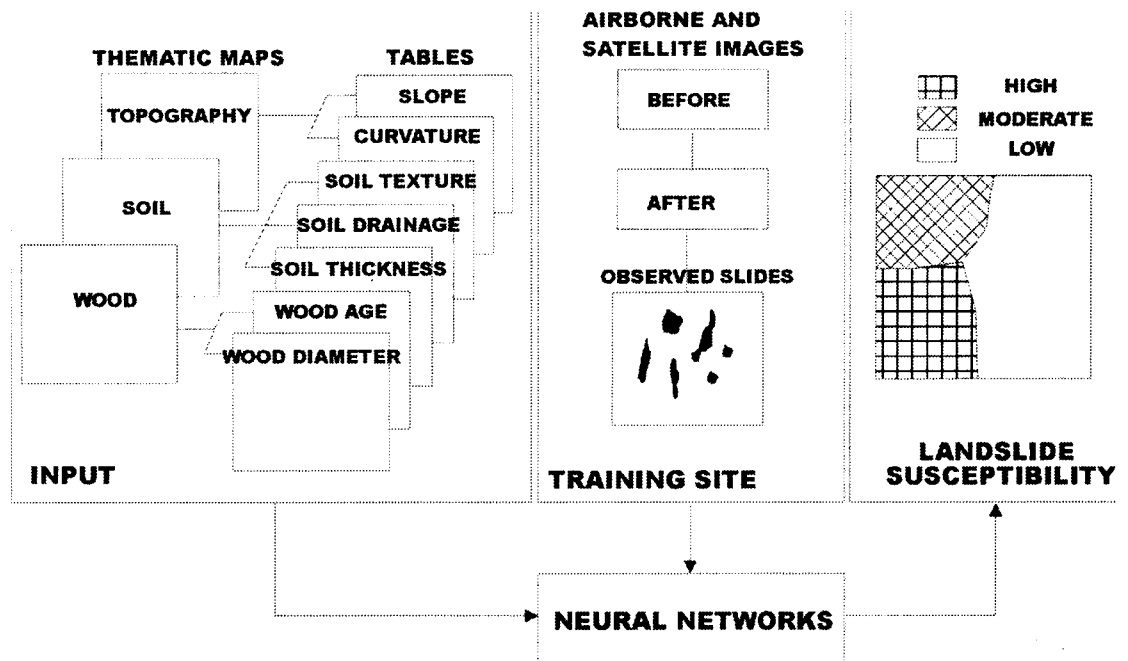 THEMATIC MAPS
TOPOGRAPHY
SOIL
WOOD
TABLES
SLOPE
CURVATURE
SOIL TEXTURE
SOIL DRAINAGE
SOIL THICKNESS
WOOD AGE
WOOD DIAMETER
INPUT
AIRBORNE AND
SATELLITE IMAGES
BEFORE
AFTER
OBSERVED SLIDES
TRAINING SITE
HIGH
MODERATE
LOW
LANDSLIDE
SUSCEPTIBILITY
NEURAL NETWORKS